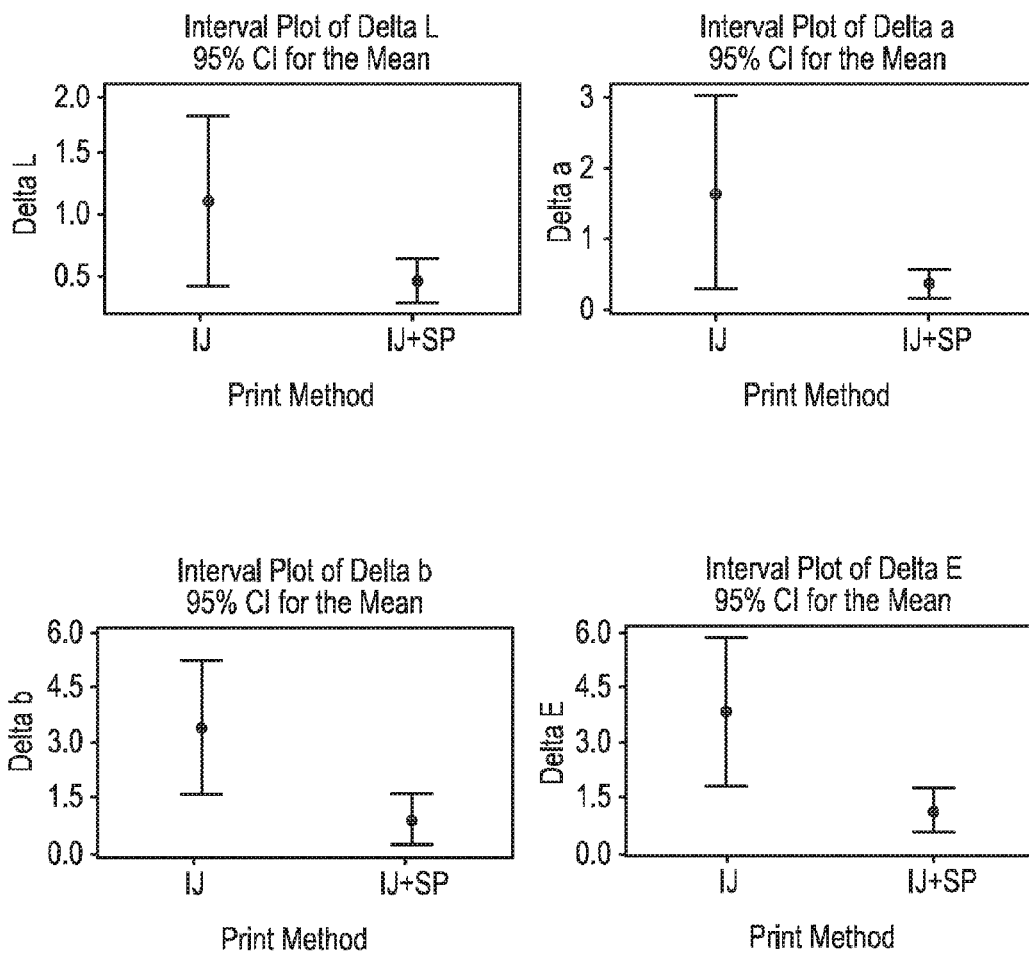 Interval Plot of Delta L
95% CI for the Mean
2.0
1.5
1.0
0.5
Delta L
IJ
IJ+SP
Print Method
Interval Plot of Delta a
95% CI for the Mean
3
2
1
0
Delta a
IJ
IJ+SP
Print Method
Interval Plot of Delta b
95% CI for the Mean
6.0
4.5
3.0
1.5
0.0
Delta b
IJ
IJ+SP
Print Method
Interval Plot of Delta E
95% CI for the Mean
6.0
4.5
3.0
1.5
0.0
Delta E
IJ
IJ+SP
Print Method